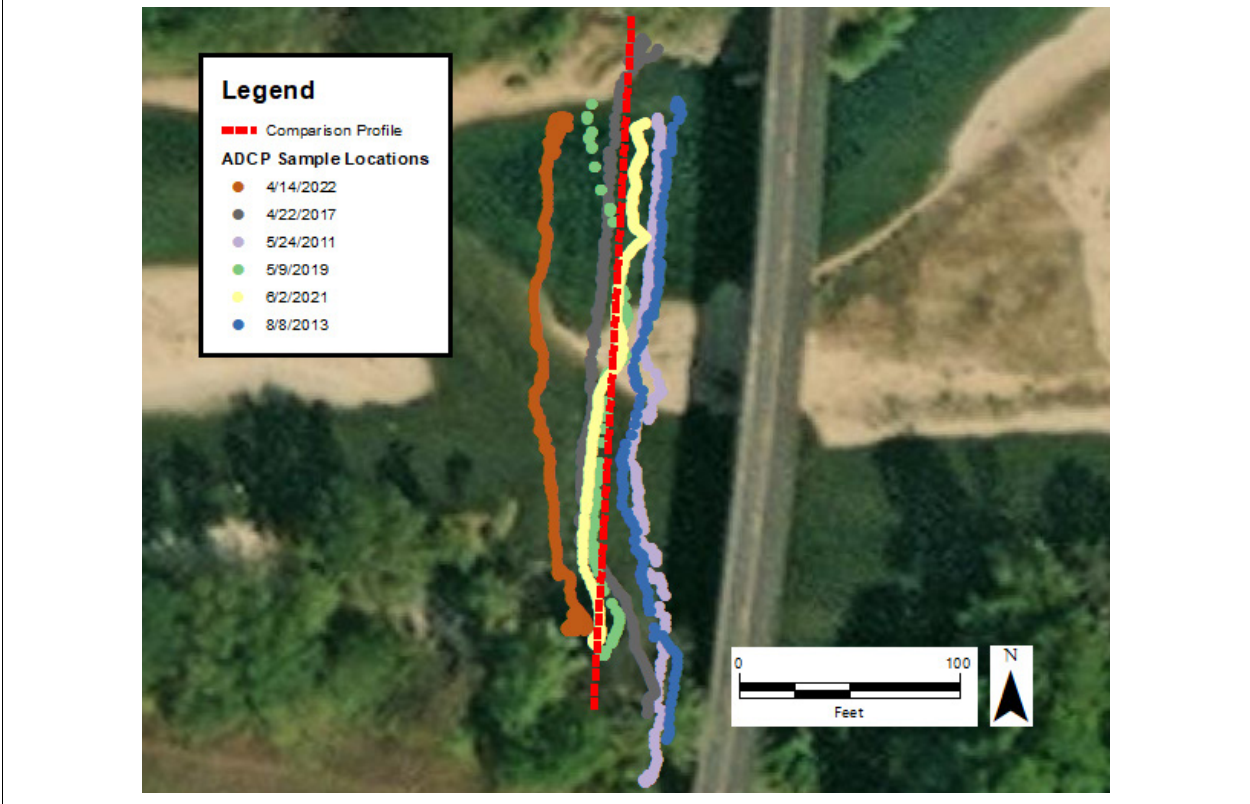 Legend
Comparison Profile
ADCP Sample Locations
4/14/2022
4/22/2017
5/24/2011
5/9/2019
6/2/2021
8/8/2013
0 100
Feet
N